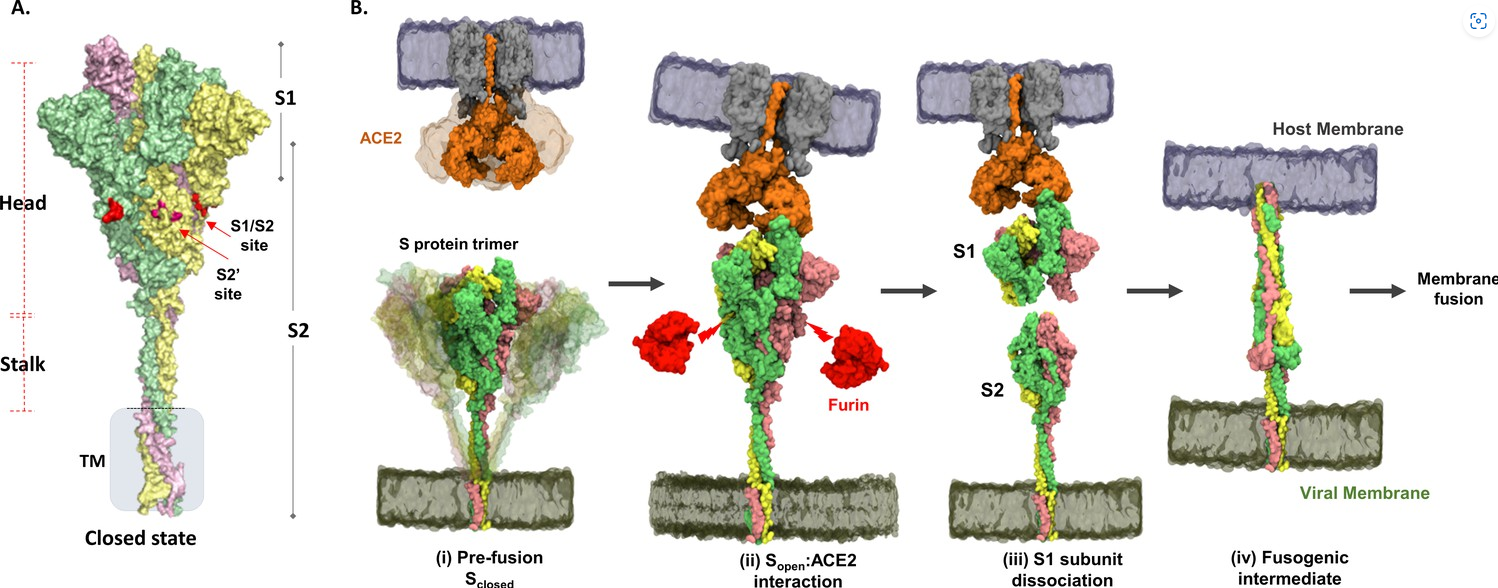 A.
S1
Head
S1/S2
site
S2’
site
S2
Stalk
TM
Closed state
B.
ACE2
S protein trimer
(i) Pre-fusion
Sclosed
Furin
(ii) Sopen:ACE2
interaction
S1
S2
(iii) S1 subunit
dissociation
Host Membrane
Viral Membrane
(iv) Fusogenic
intermediate
Membrane
fusion